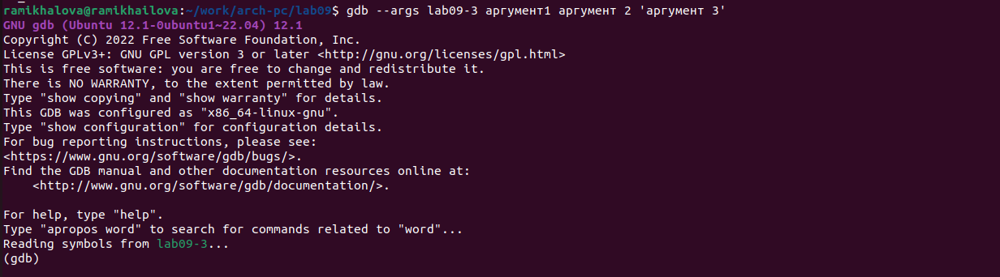 ramikhalova@ramikhailova:~/work/arch-pc/lab09$ gdb --args lab09-3 аргумент1 аргумент 2 'аргумент 3'
GNU gdb (Ubuntu 12.1-0ubuntu1~22.04) 12.1
Copyright (C) 2022 Free Software Foundation, Inc.
License GPLv3+: GNU GPL version 3 or later <http://gnu.org/licenses/gpl.html>
This is free software: you are free to change and redistribute it.
There is NO WARRANTY, to the extent permitted by law.
Type "show copying" and "show warranty" for details.
This GDB was configured as "x86_64-linux-gnu".
Type "show configuration" for configuration details.
For bug reporting instructions, please see:
<https://www.gnu.org/software/gdb/bugs/>.
Find the GDB manual and other documentation resources online at:
    <http://www.gnu.org/software/gdb/documentation/>.

For help, type "help".
Type "apropos word" to search for commands related to "word"...
Reading symbols from lab09-3...
(gdb)